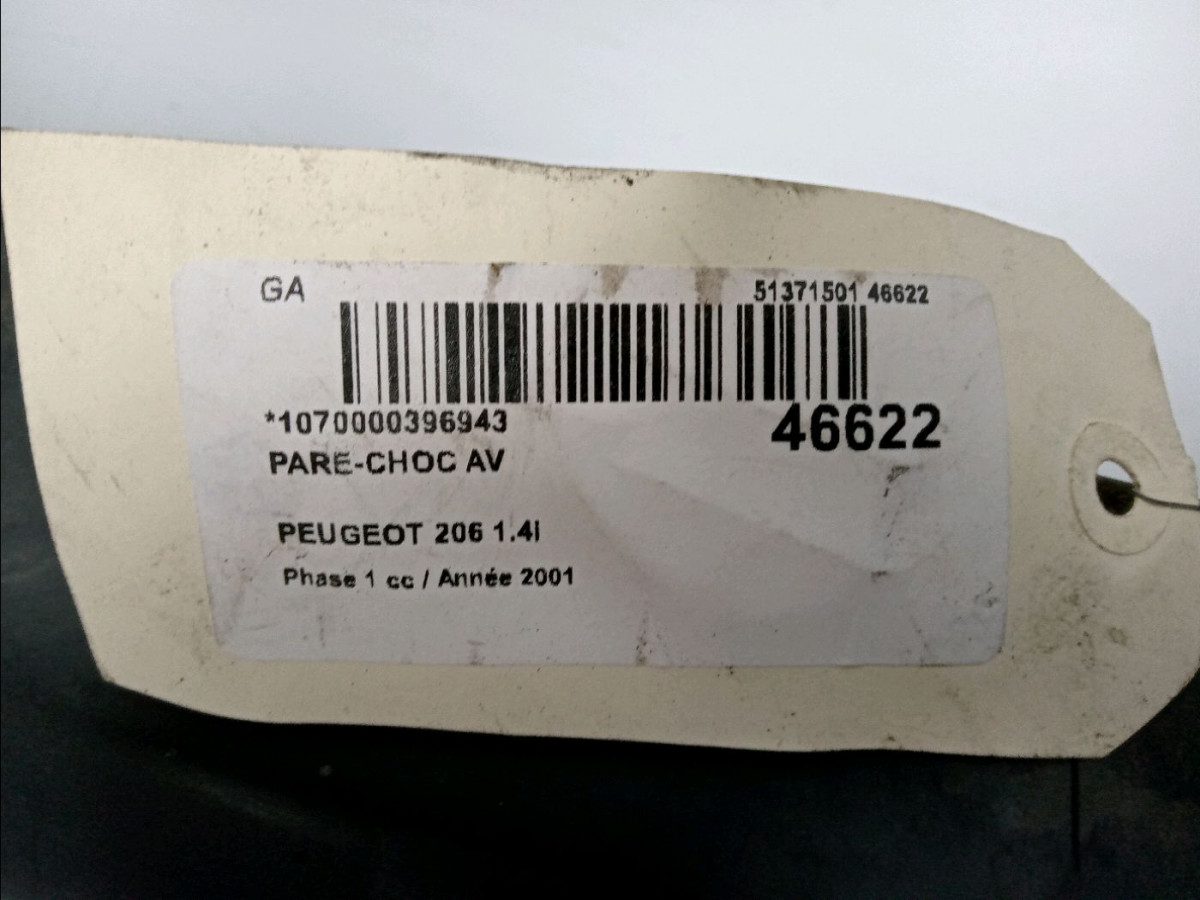 GA 51371501 46622
*1070000396943 46622
PARE-CHOC AV
PEUGEOT 206 1.4i
Phase 1 cc / Année 2001